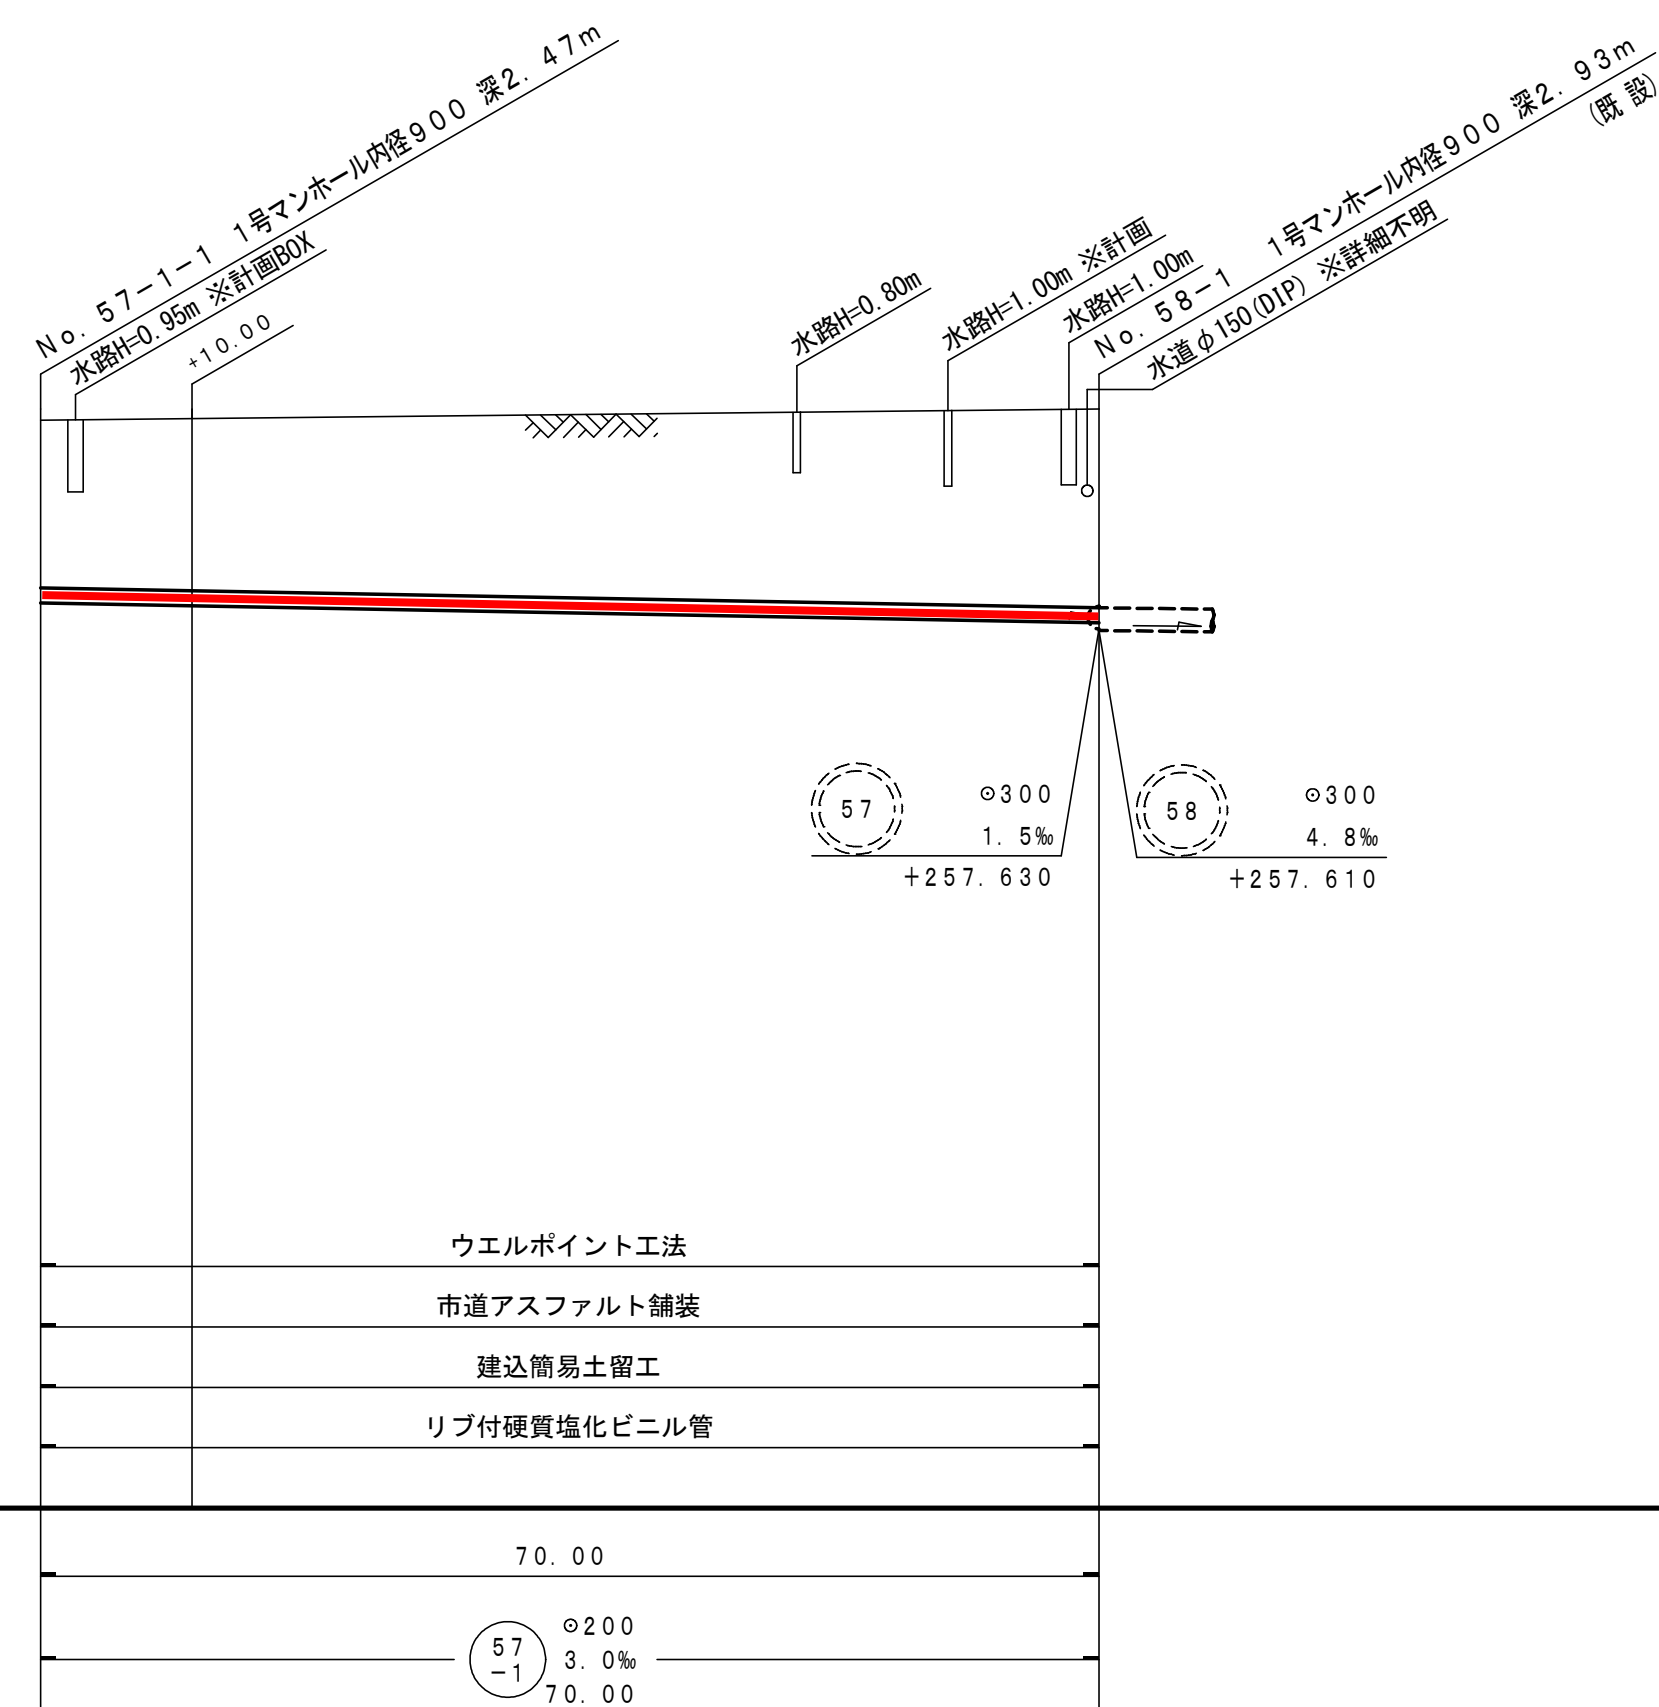 No. 57-1-1 1号マンホール内径900 深2. 47m
水路H=0.95m ※計画BOX
+10.00
水路H=0.80m
水路H=1.00m ※計画
水路H=1.00m
No. 58-1 1号マンホール内径900 深2. 93m
(既 設)
水道φ150(DIP) ※詳細不明
57
⊙300
1. 5‰
+257. 630
58
⊙300
4. 8‰
+257. 610
ウエルポイント工法
市道アスファルト舗装
建込簡易土留工
リブ付硬質塩化ビニル管
70. 00
57
-1
⊙200
3. 0‰
70. 00